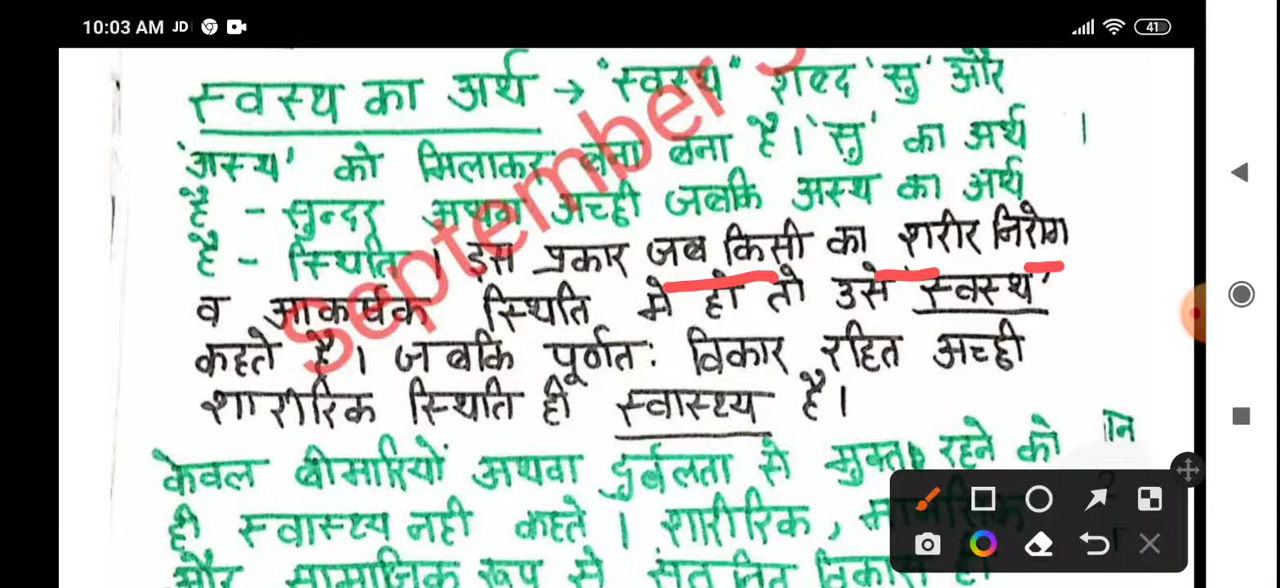 10:03 AM JD
41
स्वस्थ का अर्थ → "स्वस्थ" शब्द 'सु' और
'अस्थ' को मिलाकर बना बना है। 'सु' का अर्थ ।
है - सुन्दर अथवा अच्छी जबकि अस्थ का अर्थ
है - स्थिति । इस प्रकार जब किसी का शरीर निरोग
व आकर्षक स्थिति मे हो तो उसे 'स्वस्थ'
कहते है। जबकि पूर्णत: विकार रहित अच्छी
शारीरिक स्थिति ही स्वास्थ्य है।
केवल बीमारियों अथवा दुर्बलता से मुक्त रहने को
ही स्वास्थ्य नही कहते । शारीरिक,
और सामाजिक रूप से विकास
September